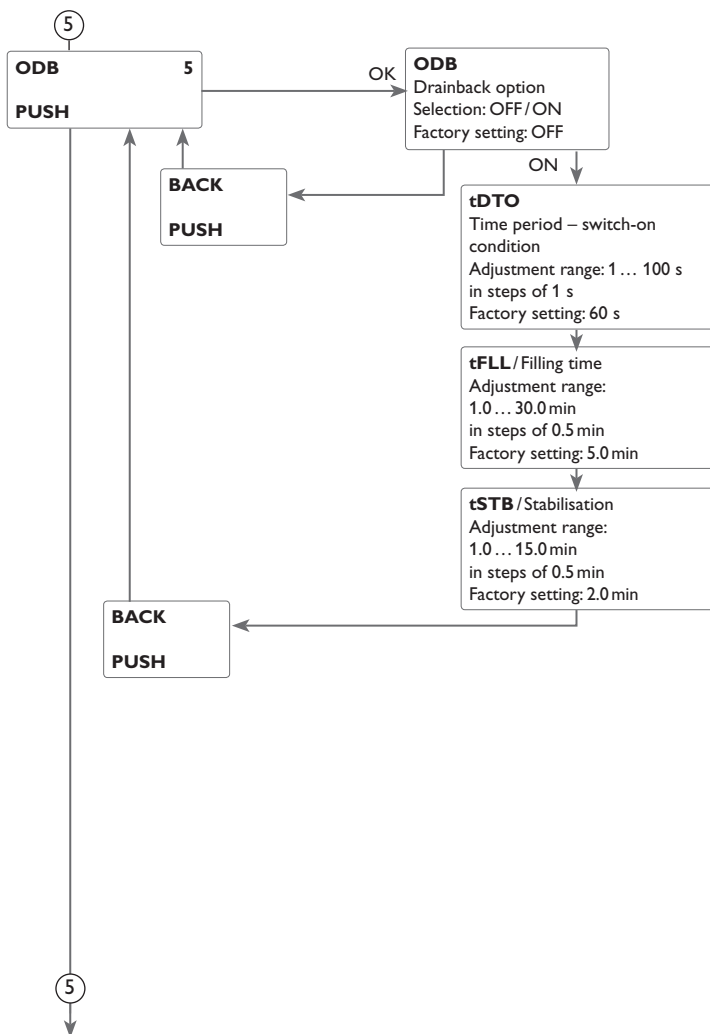 5
ODB 5
PUSH
OK
ODB
Drainback option
Selection: OFF / ON
Factory setting: OFF
BACK
PUSH
ON
tDTO
Time period – switch-on
condition
Adjustment range: 1 … 100 s
in steps of 1 s
Factory setting: 60 s
tFLL / Filling time
Adjustment range:
1.0 … 30.0 min
in steps of 0.5 min
Factory setting: 5.0 min
tSTB / Stabilisation
Adjustment range:
1.0 … 15.0 min
in steps of 0.5 min
Factory setting: 2.0 min
BACK
PUSH
5